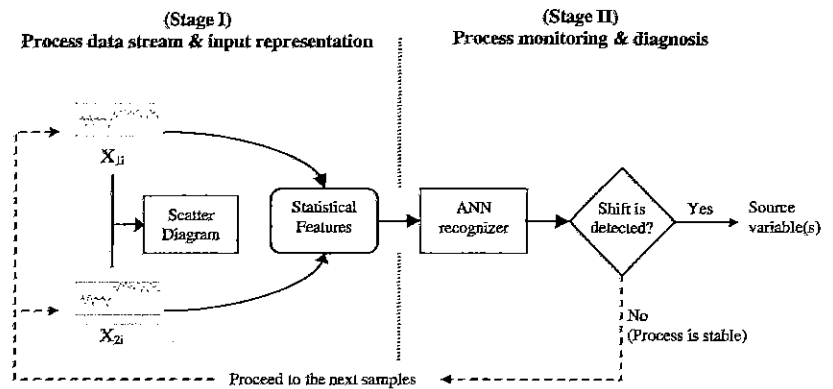 (Stage I)
Process data stream & input representation
(Stage II)
Process monitoring & diagnosis
X1i
Scatter
Diagram
Statistical
Features
ANN
recognizer
Shift is
detected?
Yes
Source
variable(s)
X2i
No
(Process is stable)
Proceed to the next samples